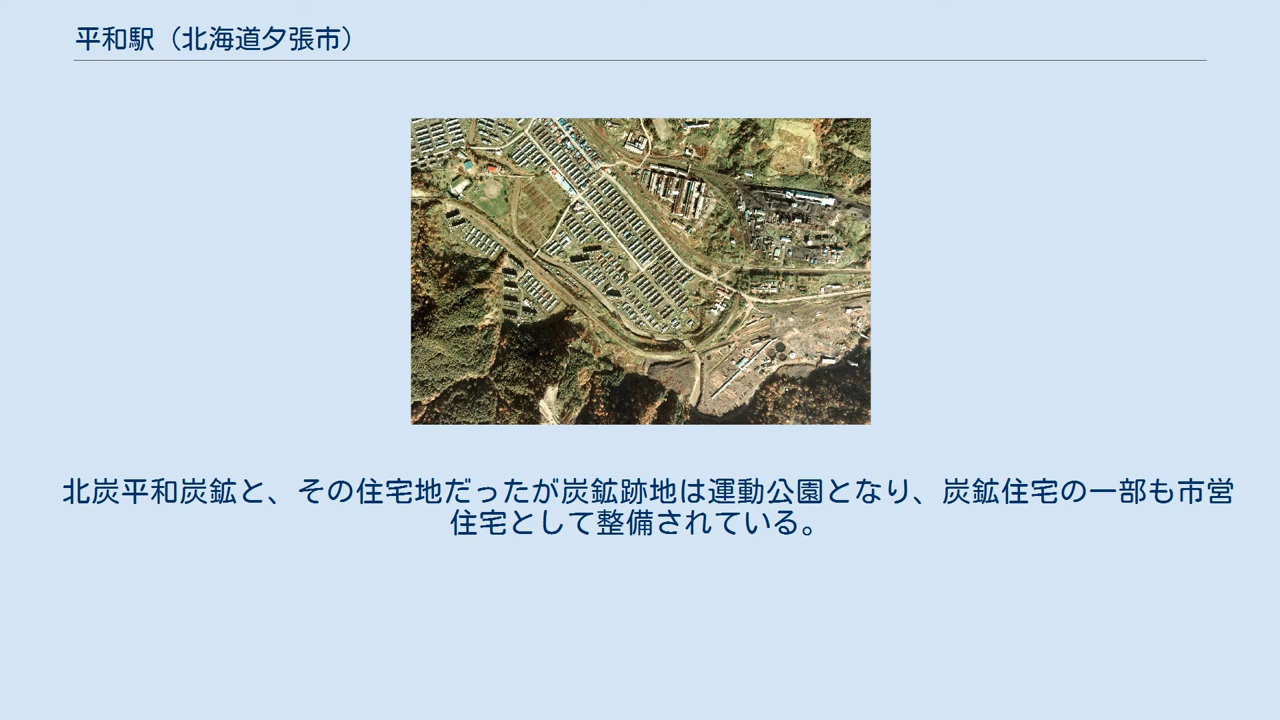 平和駅（北海道夕張市）
北炭平和炭鉱と、その住宅地だったが炭鉱跡地は運動公園となり、炭鉱住宅の一部も市営
住宅として整備されている。